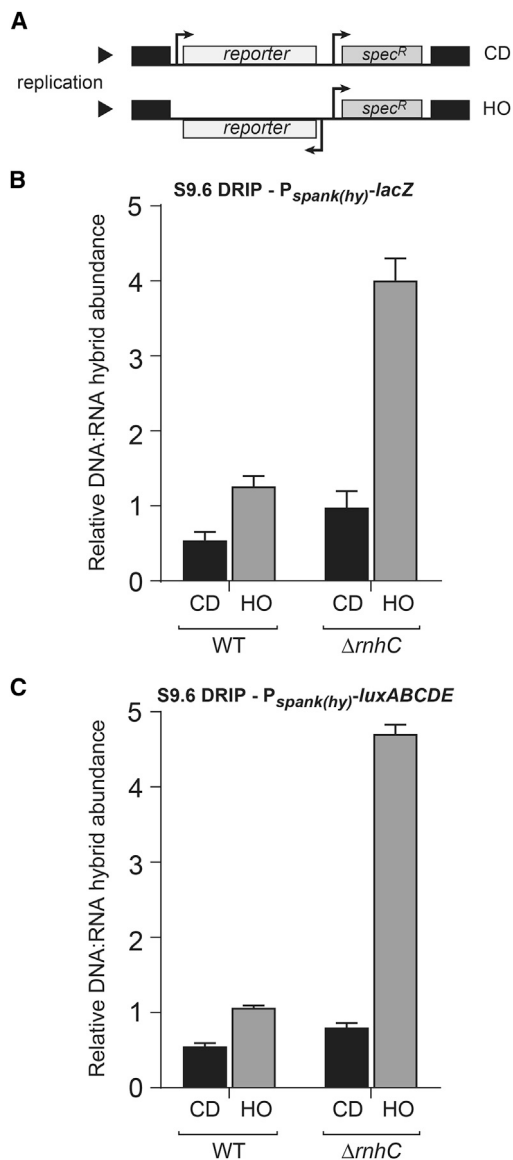 A
reporter
specR
CD
replication
reporter
specR
HO
B
S9.6 DRIP - Pspank(hy)-lacZ
Relative DNA:RNA hybrid abundance
5
4
3
2
1
0
CD HO CD HO
WT ΔrnhC
C
S9.6 DRIP - Pspank(hy)-luxABCDE
Relative DNA:RNA hybrid abundance
5
4
3
2
1
0
CD HO CD HO
WT ΔrnhC